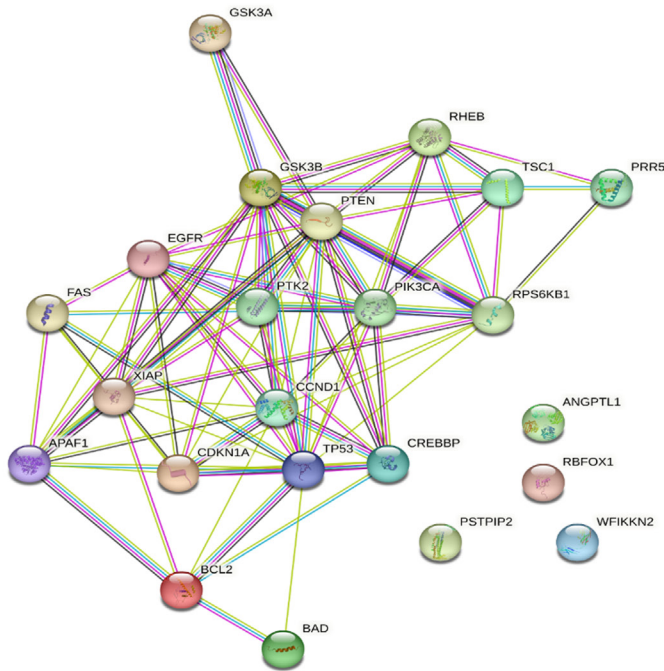 GSK3A
RHEB
GSK3B
TSC1
PRR5
PTEN
EGFR
FAS
PTK2
PIK3CA
RPS6KB1
XIAP
CCND1
ANGPTL1
APAF1
CDKN1A
TP53
CREBBP
RBFOX1
PSTPIP2
WFIKKN2
BCL2
BAD